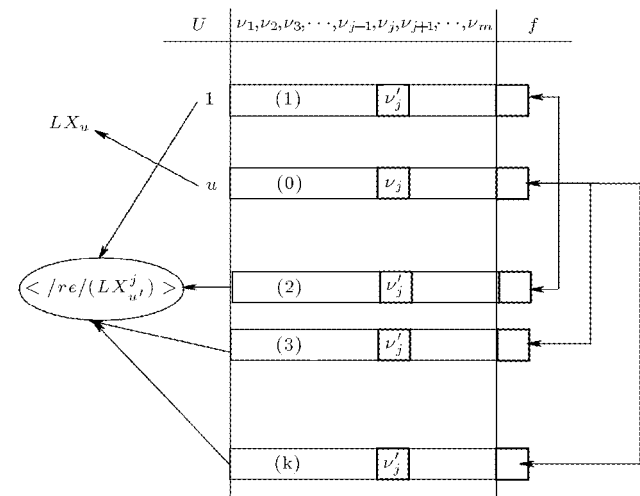 U ν₁,ν₂,ν₃,···,νⱼ₋₁,νⱼ,νⱼ₊₁,···,νₘ f
1 (1) ν′ⱼ
LXᵤ
u (0) νⱼ
< /re/(LXʲᵤ′) > (2) ν′ⱼ
(3) ν′ⱼ
(k) ν′ⱼ